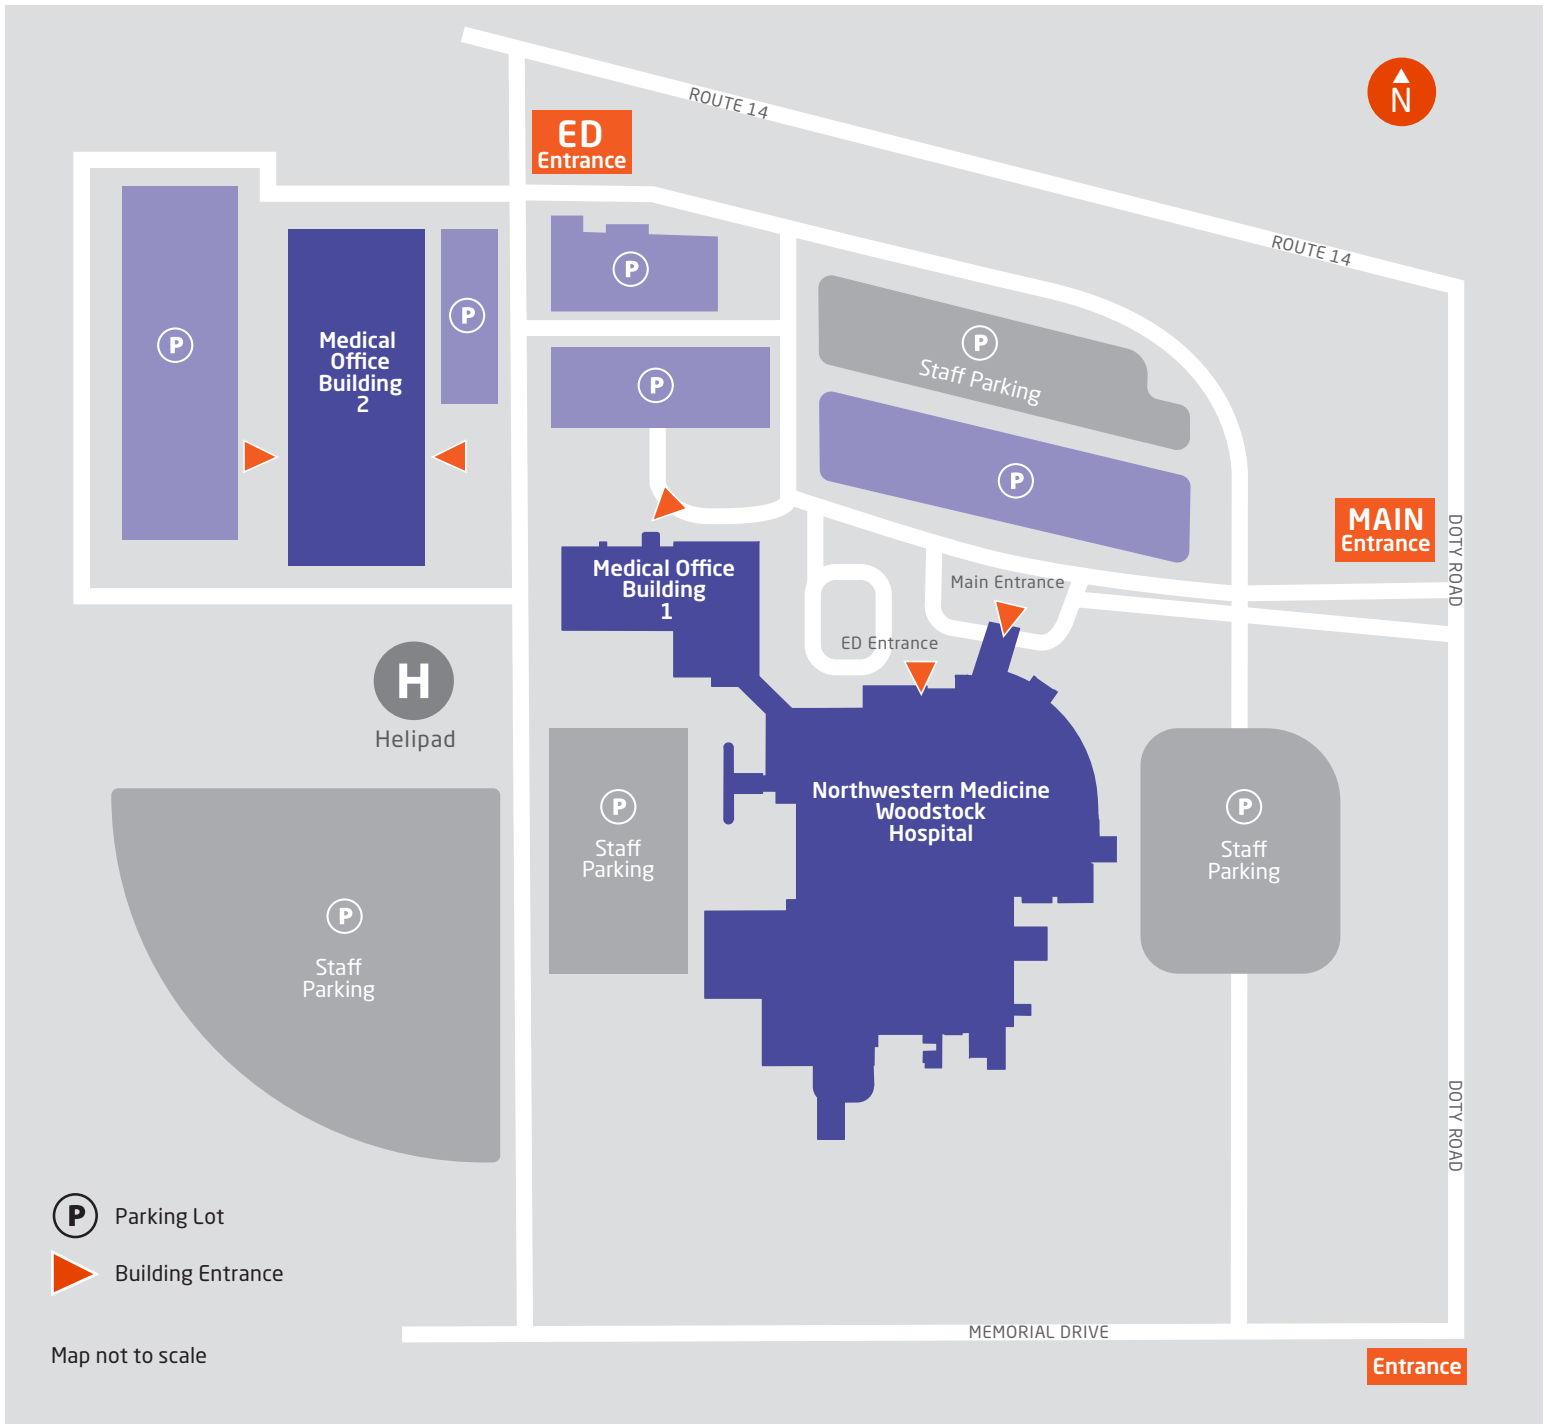 ROUTE 14
N
ED
Entrance
ROUTE 14
P
P
P
Medical
Office
Building
2
P
P
Staff Parking
P
MAIN
Entrance
DOTY ROAD
Medical Office
Building
1
Main Entrance
ED Entrance
H
Helipad
Northwestern Medicine
Woodstock
Hospital
P
Staff
Parking
P
Staff
Parking
P
Staff
Parking
DOTY ROAD
P
Parking Lot
Building Entrance
MEMORIAL DRIVE
Map not to scale
Entrance